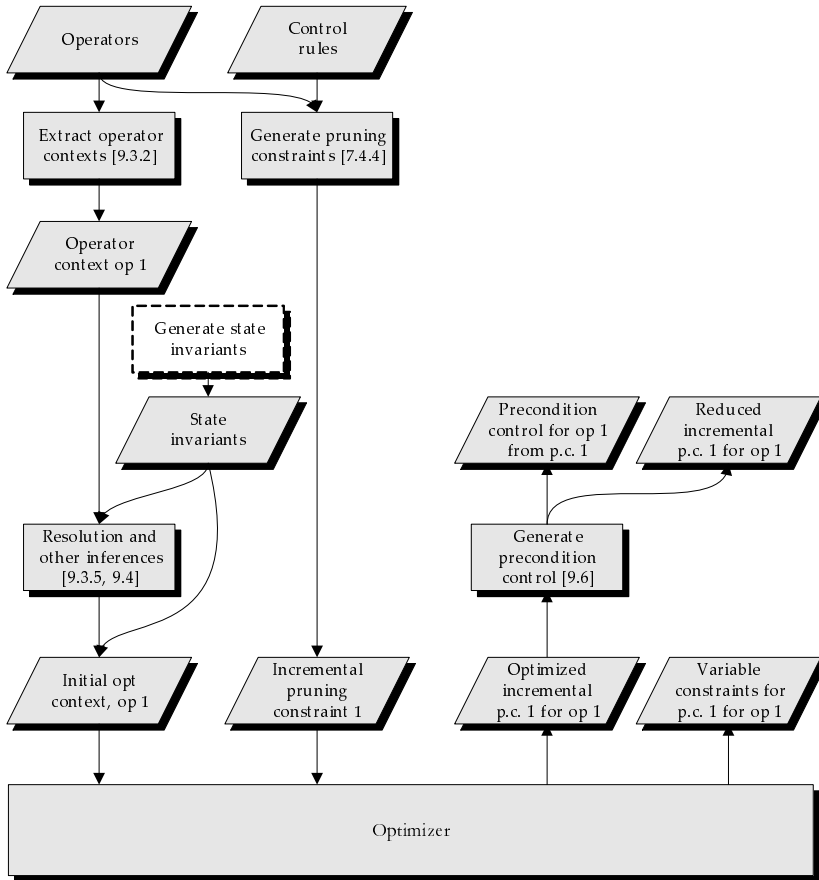 Operators
Control
rules
Extract operator
contexts [9.3.2]
Generate pruning
constraints [7.4.4]
Operator
context op 1
Generate state
invariants
State
invariants
Precondition
control for op 1
from p.c. 1
Reduced
incremental
p.c. 1 for op 1
Resolution and
other inferences
[9.3.5, 9.4]
Generate
precondition
control [9.6]
Initial opt
context, op 1
Incremental
pruning
constraint 1
Optimized
incremental
p.c. 1 for op 1
Variable
constraints for
p.c. 1 for op 1
Optimizer